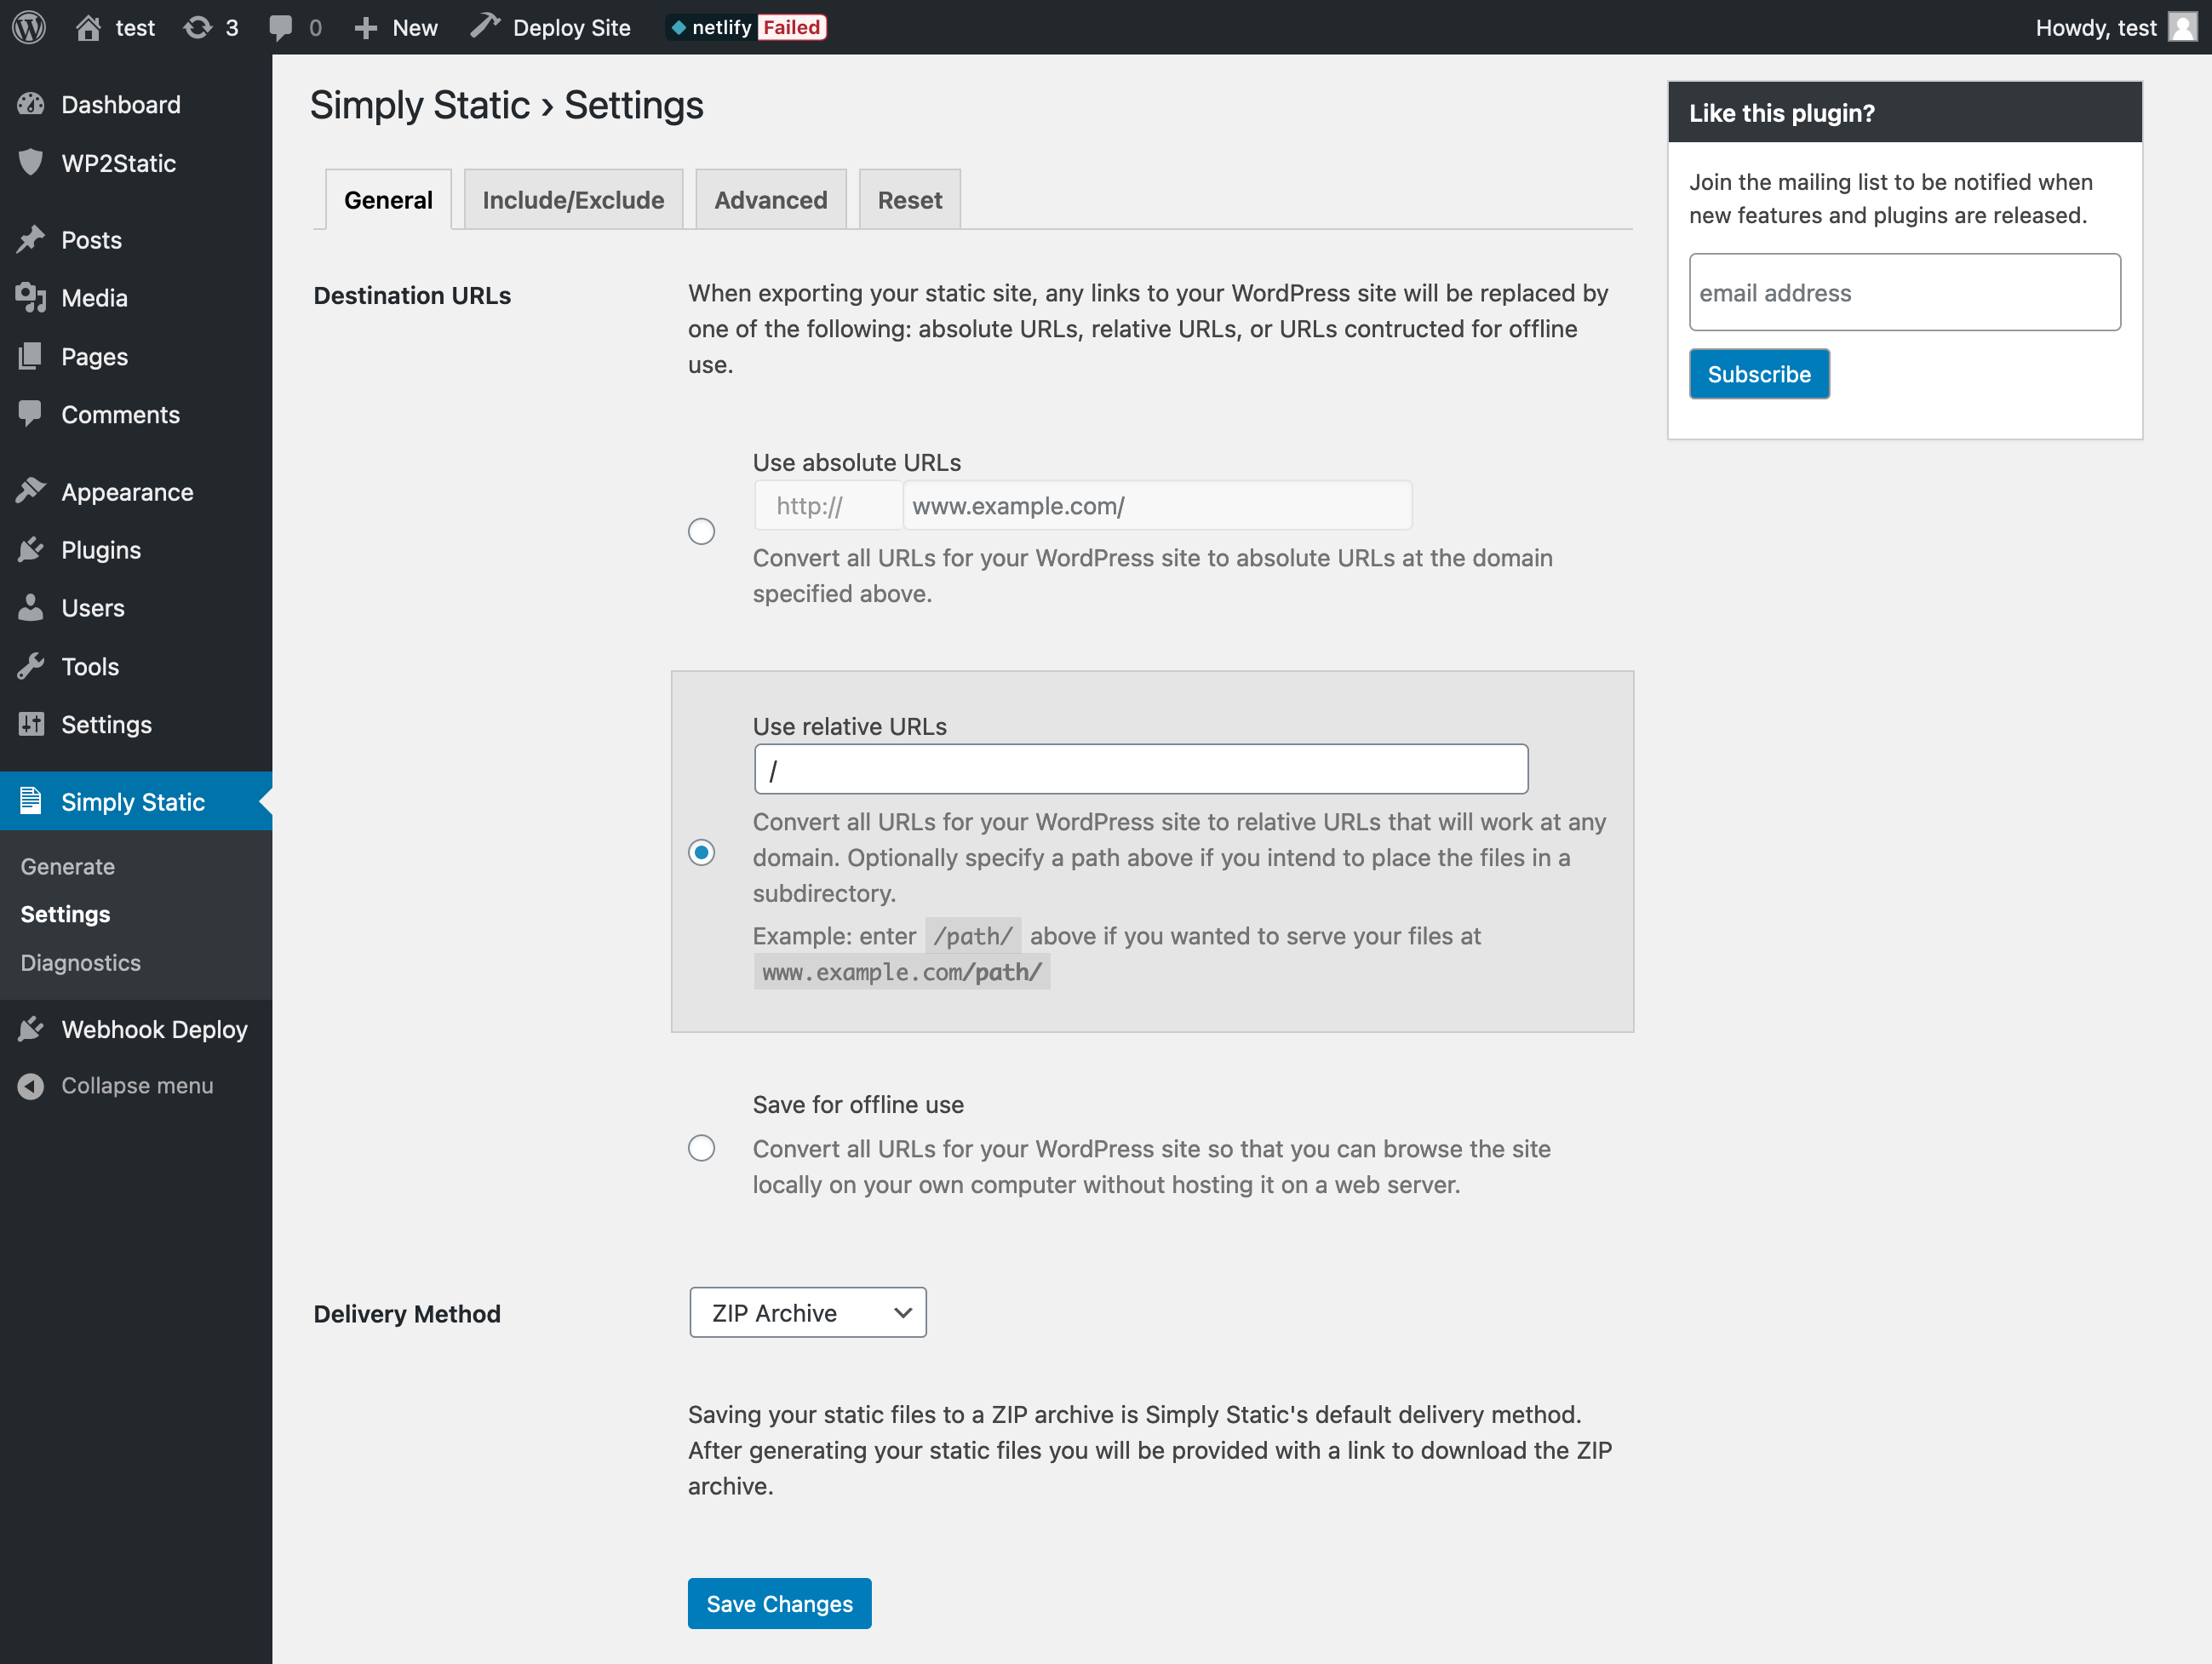 test 3 0 New Deploy Site netlify Failed Howdy, test
Dashboard
WP2Static
Posts
Media
Pages
Comments
Appearance
Plugins
Users
Tools
Settings
Simply Static
Generate
Settings
Diagnostics
Webhook Deploy
Collapse menu
Simply Static › Settings
General Include/Exclude Advanced Reset
Destination URLs
When exporting your static site, any links to your WordPress site will be replaced by
one of the following: absolute URLs, relative URLs, or URLs contructed for offline
use.
Use absolute URLs
http:// www.example.com/
Convert all URLs for your WordPress site to absolute URLs at the domain
specified above.
Use relative URLs
/
Convert all URLs for your WordPress site to relative URLs that will work at any
domain. Optionally specify a path above if you intend to place the files in a
subdirectory.
Example: enter /path/ above if you wanted to serve your files at
www.example.com/path/
Save for offline use
Convert all URLs for your WordPress site so that you can browse the site
locally on your own computer without hosting it on a web server.
Delivery Method
ZIP Archive
Saving your static files to a ZIP archive is Simply Static's default delivery method.
After generating your static files you will be provided with a link to download the ZIP
archive.
Save Changes
Like this plugin?
Join the mailing list to be notified when
new features and plugins are released.
email address
Subscribe